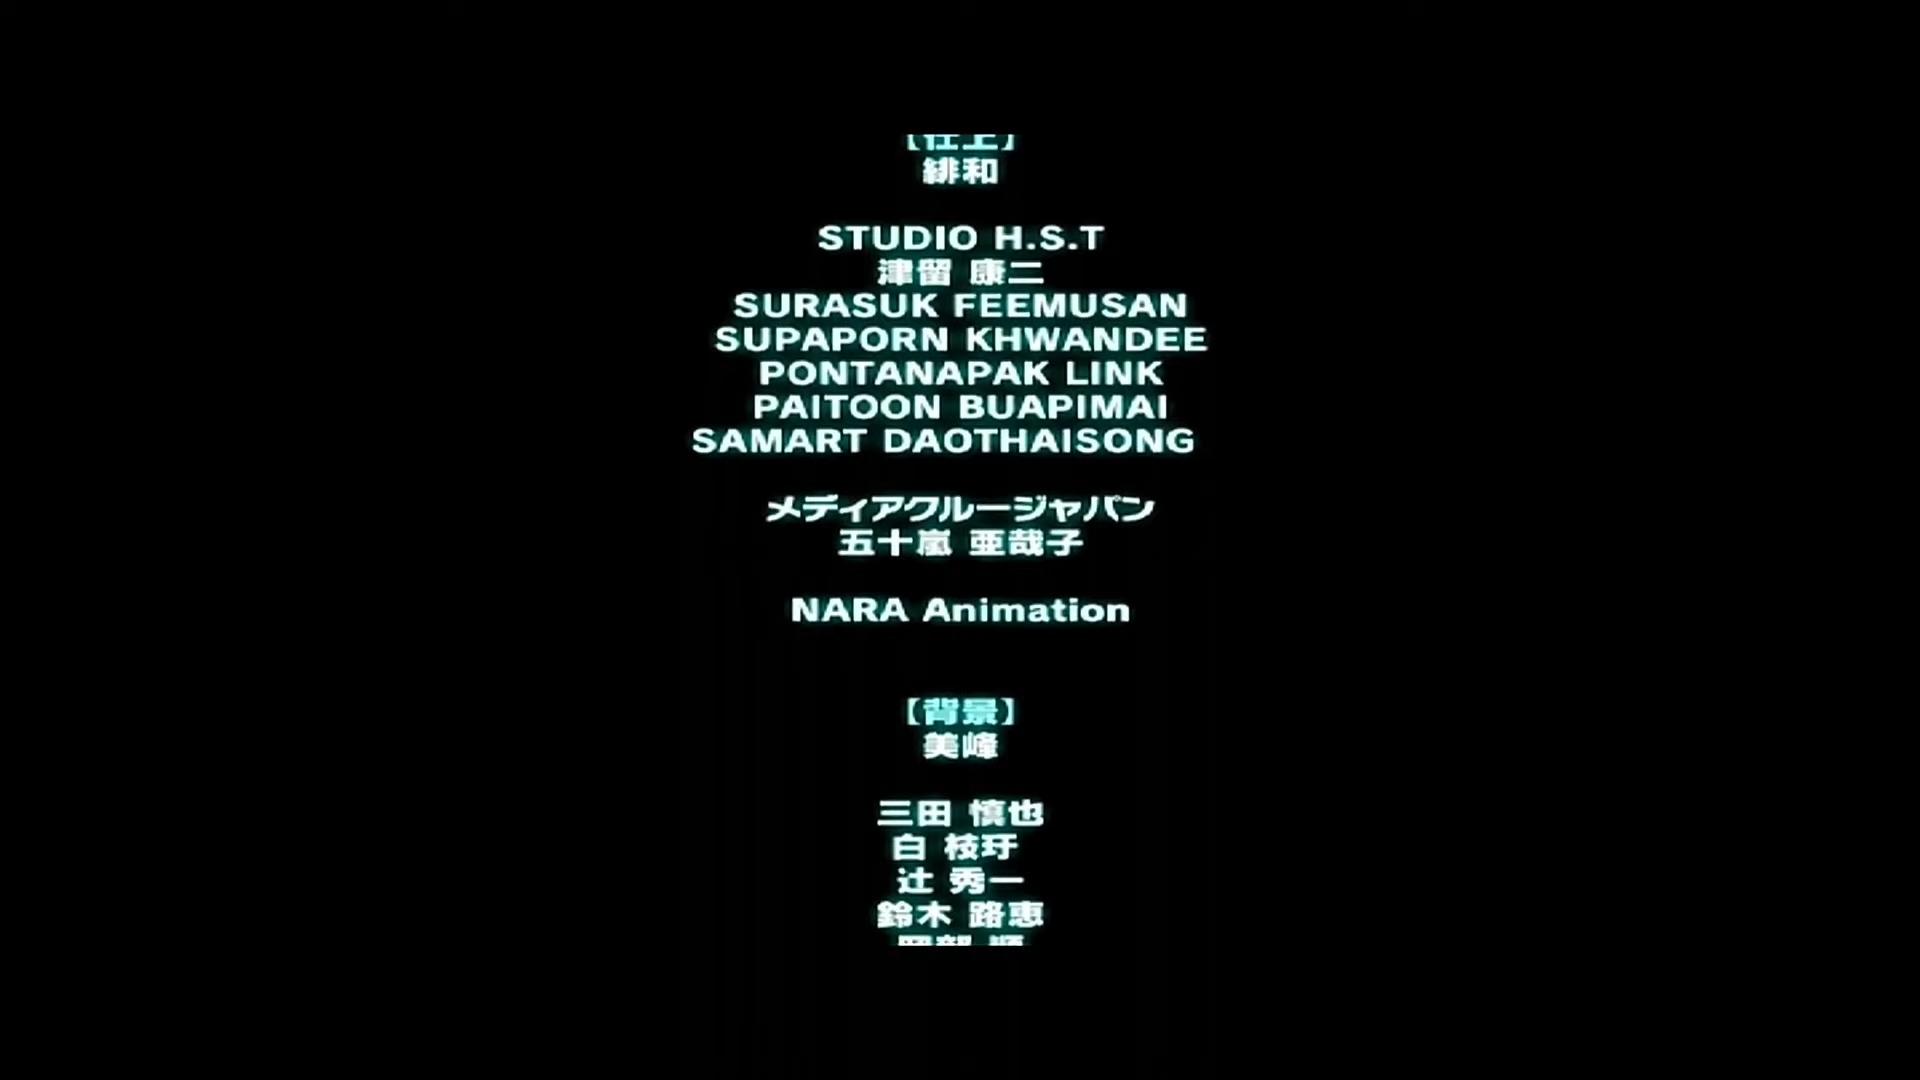 【仕上】
緋和
STUDIO H.S.T
津留 康二
SURASUK FEEMUSAN
SUPAPORN KHWANDEE
PONTANAPAK LINK
PAITOON BUAPIMAI
SAMART DAOTHAISONG
メディアクルージャパン
五十嵐 亜哉子
NARA Animation
【背景】
美峰
三田 慎也
白 枝玗
辻 秀一
鈴木 路恵